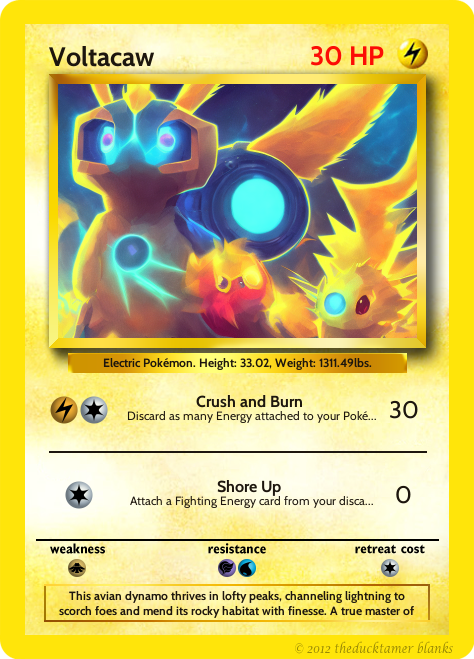 Voltacaw
30 HP
Electric Pokémon. Height: 33.02, Weight: 1311.49lbs.
Crush and Burn
Discard as many Energy attached to your Poké...
30
Shore Up
Attach a Fighting Energy card from your disca...
0
weakness
resistance
retreat cost
This avian dynamo thrives in lofty peaks, channeling lightning to
scorch foes and mend its rocky habitat with finesse. A true master of
© 2012 theducktamer blanks